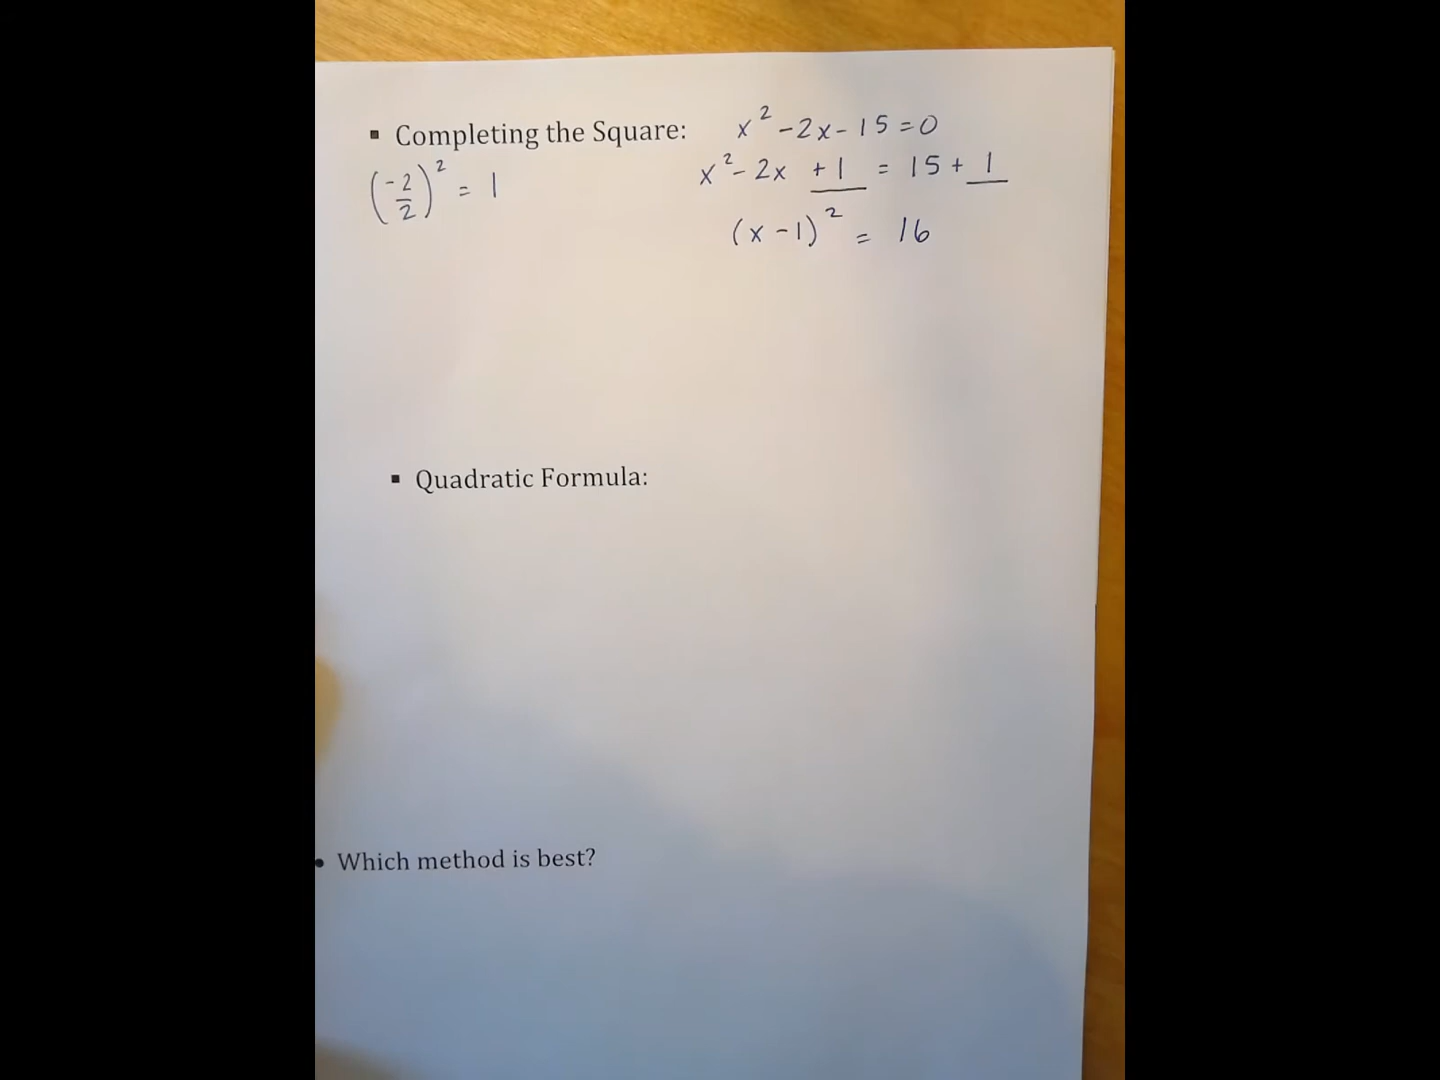 ▪ Completing the Square: x² - 2x - 15 = 0
(-2/2)² = 1 x² - 2x + 1 = 15 + 1
(x - 1)² = 16
▪ Quadratic Formula:
• Which method is best?